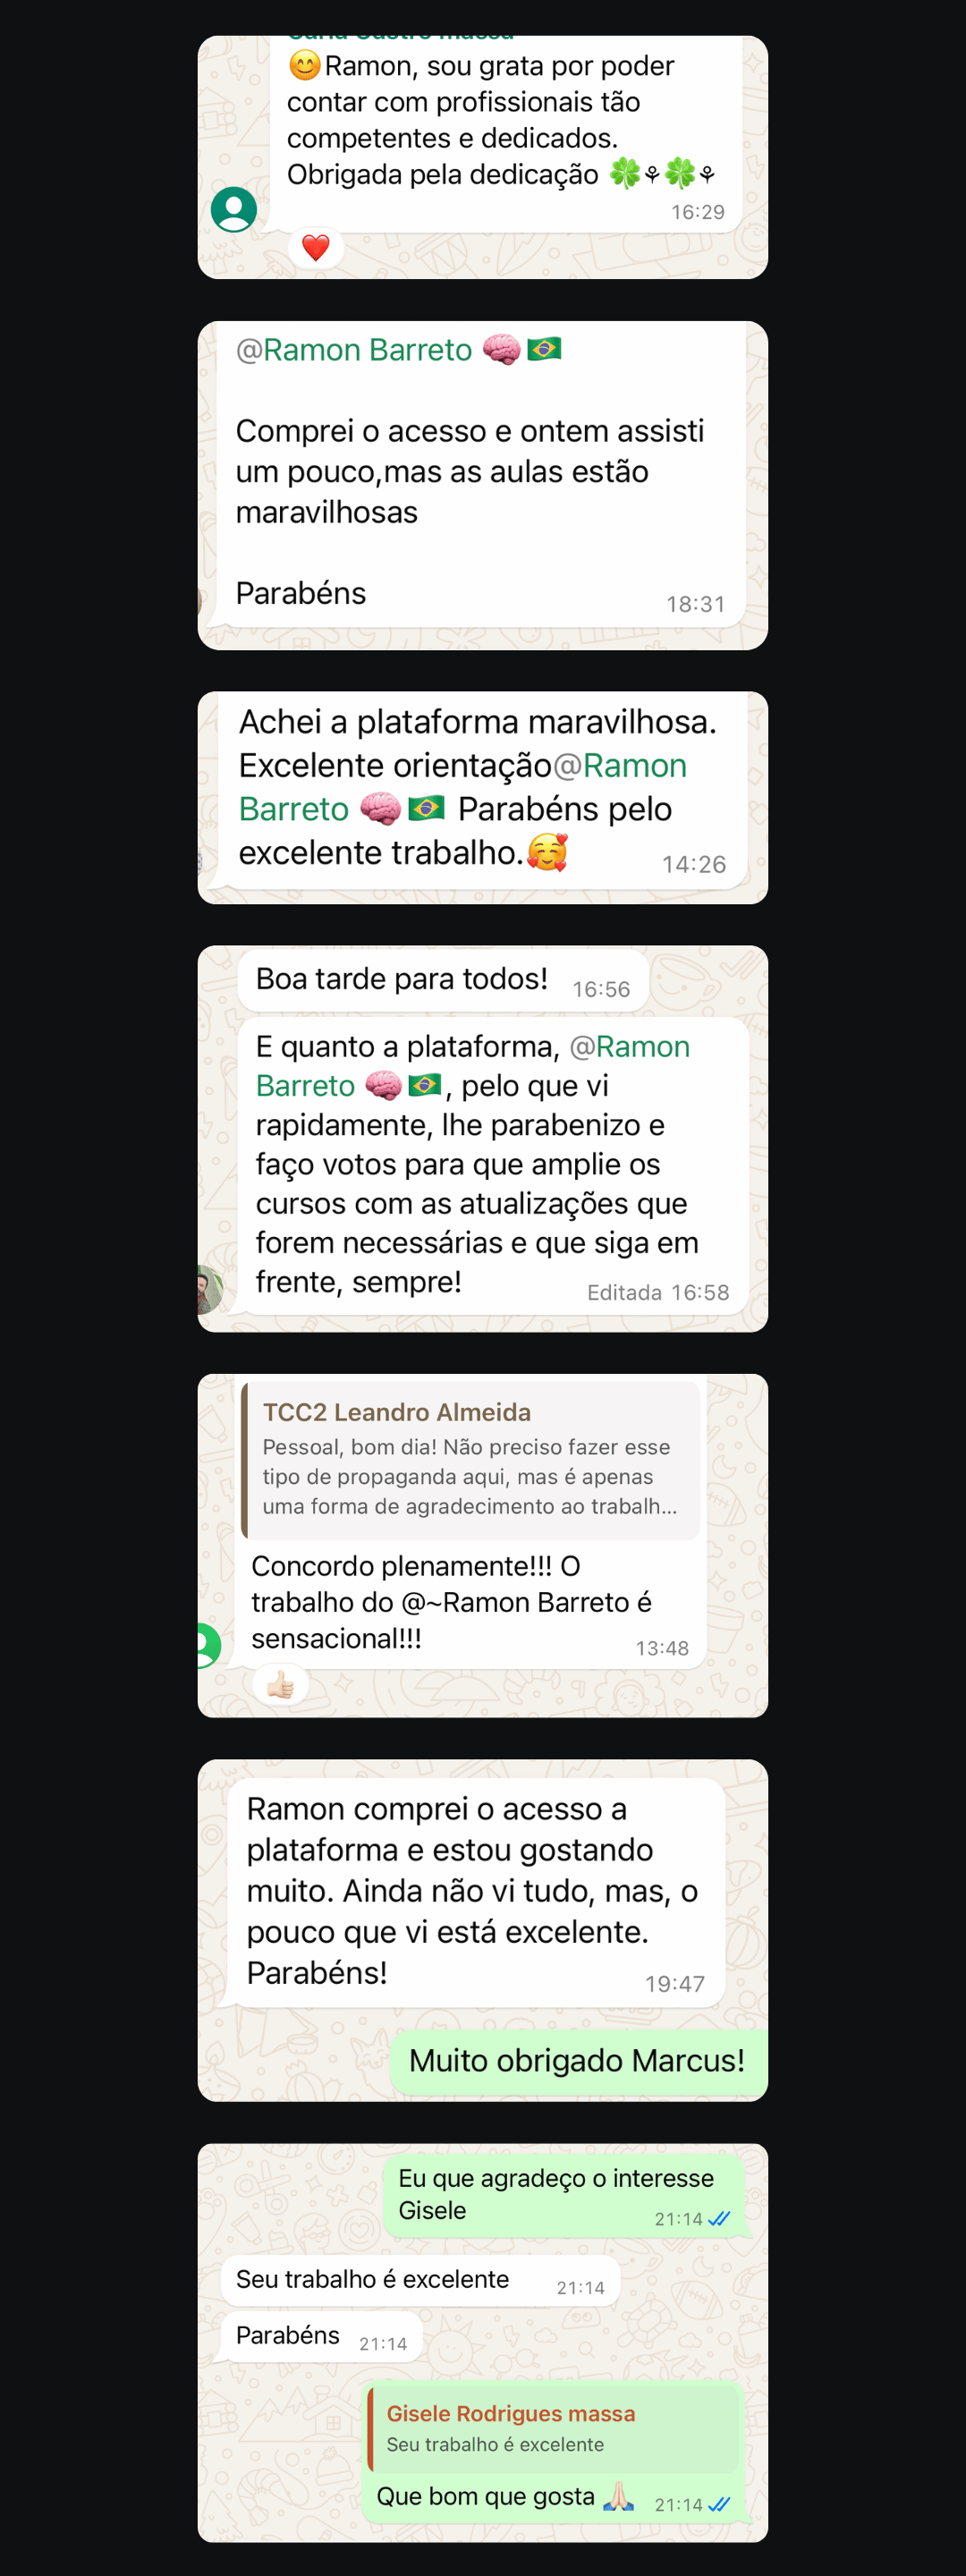 😊Ramon, sou grata por poder
contar com profissionais tão
competentes e dedicados.
Obrigada pela dedicação 🍀⚘🍀⚘
16:29
@Ramon Barreto 🧠🇧🇷
Comprei o acesso e ontem assisti
um pouco,mas as aulas estão
maravilhosas
Parabéns
18:31
Achei a plataforma maravilhosa.
Excelente orientação@Ramon
Barreto 🧠🇧🇷 Parabéns pelo
excelente trabalho.🥰
14:26
Boa tarde para todos!
16:56
E quanto a plataforma, @Ramon
Barreto 🧠🇧🇷, pelo que vi
rapidamente, lhe parabenizo e
faço votos para que amplie os
cursos com as atualizações que
forem necessárias e que siga em
frente, sempre!
Editada 16:58
TCC2 Leandro Almeida
Pessoal, bom dia! Não preciso fazer esse
tipo de propaganda aqui, mas é apenas
uma forma de agradecimento ao trabalh...
Concordo plenamente!!! O
trabalho do @~Ramon Barreto é
sensacional!!!
13:48
Ramon comprei o acesso a
plataforma e estou gostando
muito. Ainda não vi tudo, mas, o
pouco que vi está excelente.
Parabéns!
19:47
Muito obrigado Marcus!
Eu que agradeço o interesse
Gisele
21:14
Seu trabalho é excelente
21:14
Parabéns
21:14
Gisele Rodrigues massa
Seu trabalho é excelente
Que bom que gosta 🙏🏻
21:14